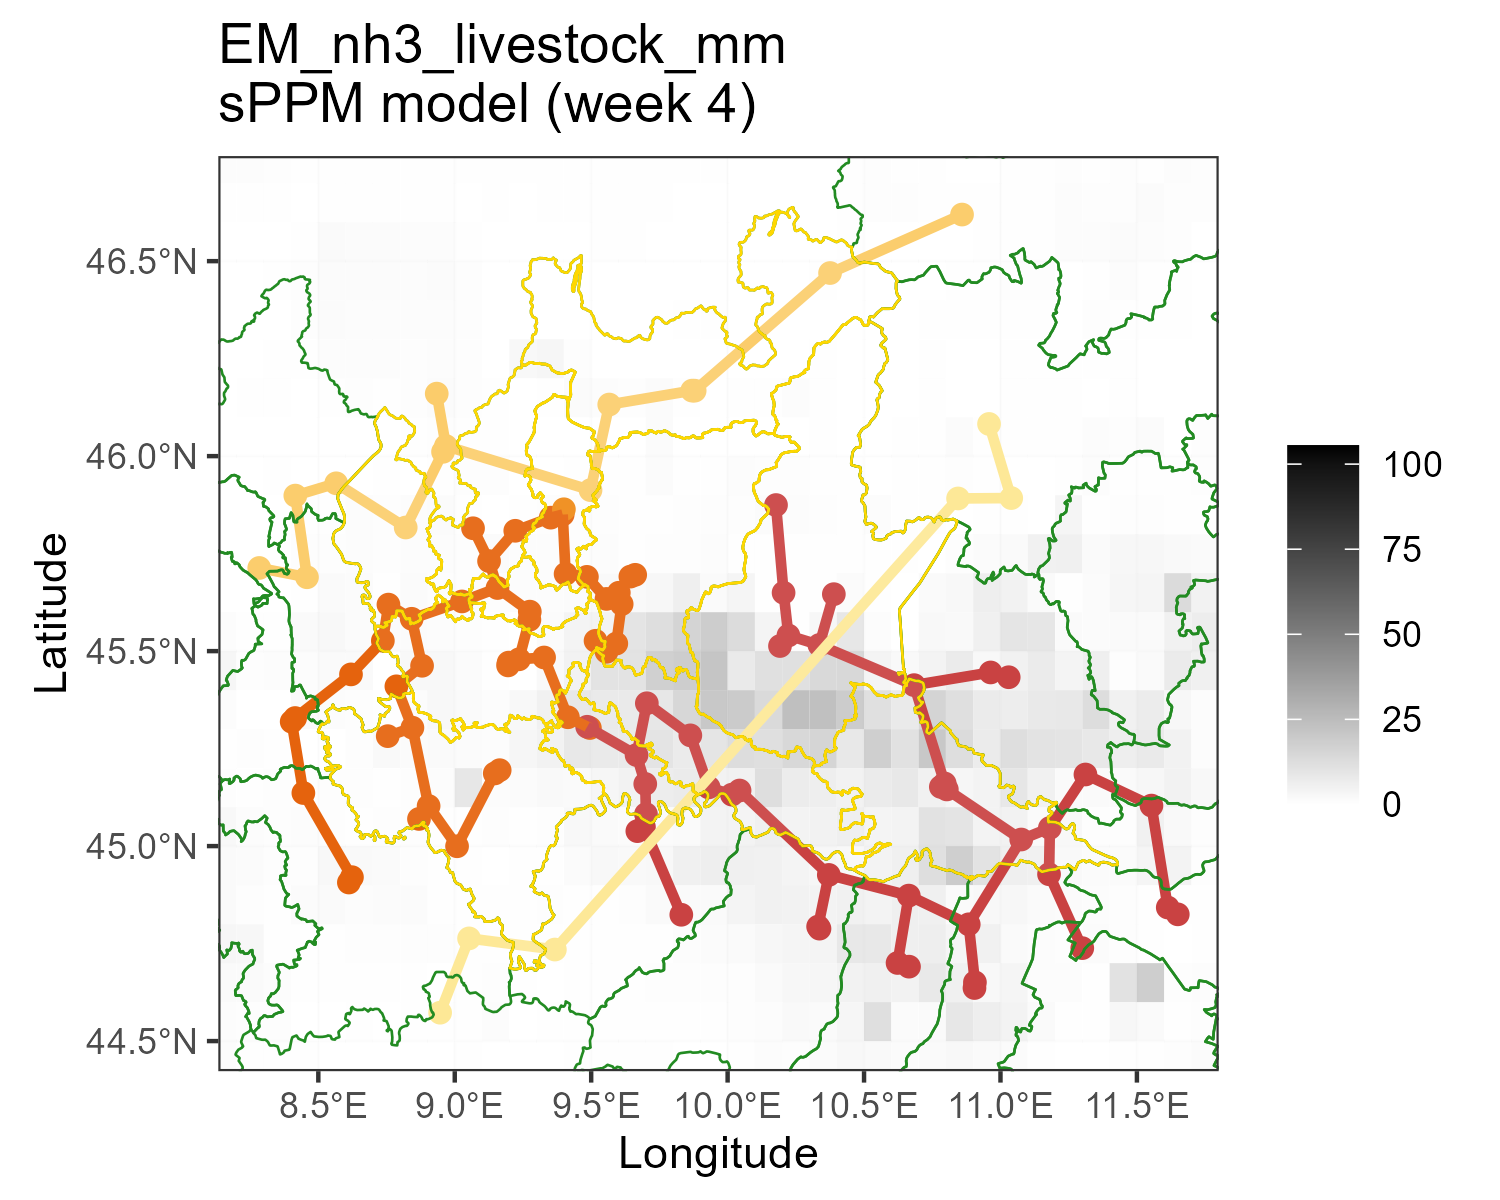 EM_nh3_livestock_mm
sPPM model (week 4)
46.5°N
46.0°N
45.5°N
45.0°N
44.5°N
Latitude
8.5°E
9.0°E
9.5°E
10.0°E
10.5°E
11.0°E
11.5°E
Longitude
100
75
50
25
0